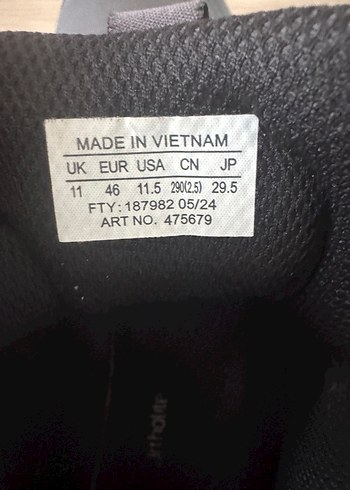 MADE IN VIETNAM
UK EUR USA CN JP
11 46 11.5 290(2.5) 29.5
FTY: 187982 05/24
ART NO. 475679
ortholite